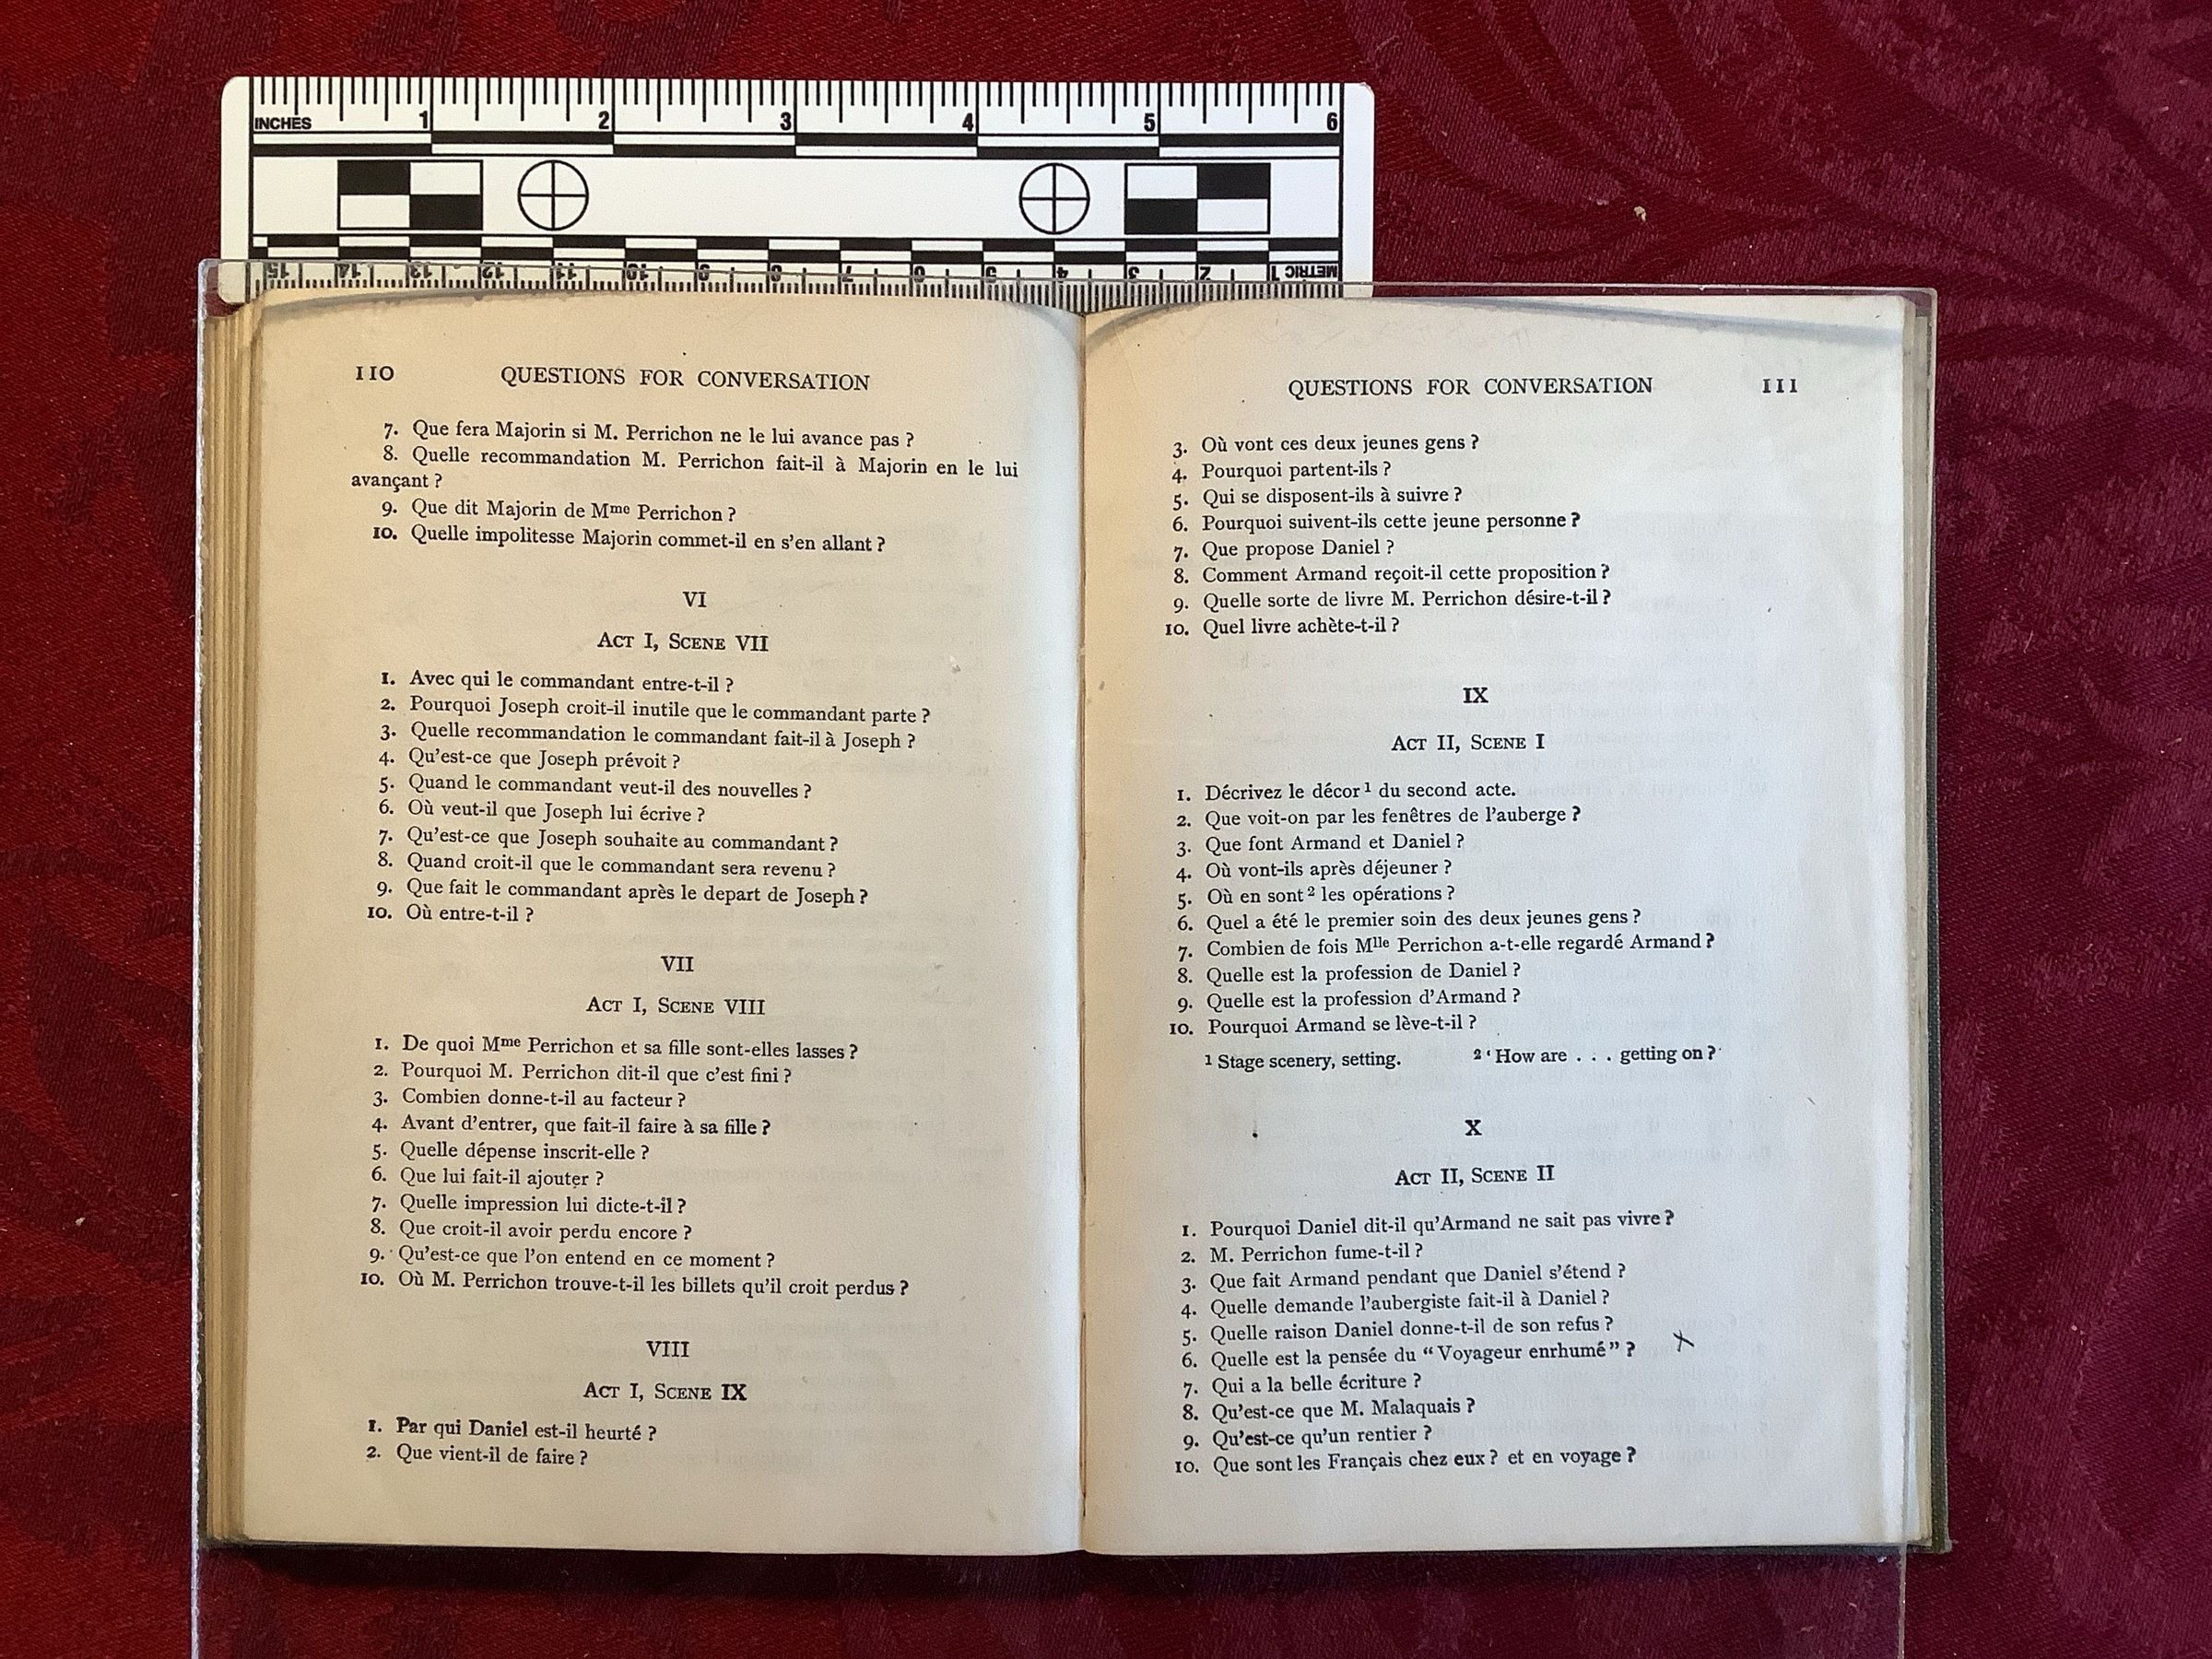 INCHES 1 2 3 4 5 6
15 14 13 12 11 10 9 8 7 6 5 4 3 2 1 METRIC
110 QUESTIONS FOR CONVERSATION
7. Que fera Majorin si M. Perrichon ne le lui avance pas ?
8. Quelle recommandation M. Perrichon fait-il à Majorin en le lui
avançant ?
9. Que dit Majorin de Mme Perrichon ?
10. Quelle impolitesse Majorin commet-il en s'en allant ?
VI
ACT I, SCENE VII
1. Avec qui le commandant entre-t-il ?
2. Pourquoi Joseph croit-il inutile que le commandant parte ?
3. Quelle recommandation le commandant fait-il à Joseph ?
4. Qu'est-ce que Joseph prévoit ?
5. Quand le commandant veut-il des nouvelles ?
6. Où veut-il que Joseph lui écrive ?
7. Qu'est-ce que Joseph souhaite au commandant ?
8. Quand croit-il que le commandant sera revenu ?
9. Que fait le commandant après le depart de Joseph ?
10. Où entre-t-il ?
VII
ACT I, SCENE VIII
1. De quoi Mme Perrichon et sa fille sont-elles lasses ?
2. Pourquoi M. Perrichon dit-il que c'est fini ?
3. Combien donne-t-il au facteur ?
4. Avant d'entrer, que fait-il faire à sa fille ?
5. Quelle dépense inscrit-elle ?
6. Que lui fait-il ajouter ?
7. Quelle impression lui dicte-t-il ?
8. Que croit-il avoir perdu encore ?
9. Qu'est-ce que l'on entend en ce moment ?
10. Où M. Perrichon trouve-t-il les billets qu'il croit perdus ?
VIII
ACT I, SCENE IX
1. Par qui Daniel est-il heurté ?
2. Que vient-il de faire ?
QUESTIONS FOR CONVERSATION 111
3. Où vont ces deux jeunes gens ?
4. Pourquoi partent-ils ?
5. Qui se disposent-ils à suivre ?
6. Pourquoi suivent-ils cette jeune personne ?
7. Que propose Daniel ?
8. Comment Armand reçoit-il cette proposition ?
9. Quelle sorte de livre M. Perrichon désire-t-il ?
10. Quel livre achète-t-il ?
IX
ACT II, SCENE I
1. Décrivez le décor 1 du second acte.
2. Que voit-on par les fenêtres de l'auberge ?
3. Que font Armand et Daniel ?
4. Où vont-ils après déjeuner ?
5. Où en sont 2 les opérations ?
6. Quel a été le premier soin des deux jeunes gens ?
7. Combien de fois Mlle Perrichon a-t-elle regardé Armand ?
8. Quelle est la profession de Daniel ?
9. Quelle est la profession d'Armand ?
10. Pourquoi Armand se lève-t-il ?
1 Stage scenery, setting. 2 'How are . . . getting on ?'
X
ACT II, SCENE II
1. Pourquoi Daniel dit-il qu'Armand ne sait pas vivre ?
2. M. Perrichon fume-t-il ?
3. Que fait Armand pendant que Daniel s'étend ?
4. Quelle demande l'aubergiste fait-il à Daniel ?
5. Quelle raison Daniel donne-t-il de son refus ?
6. Quelle est la pensée du "Voyageur enrhumé" ? X
7. Qui a la belle écriture ?
8. Qu'est-ce que M. Malaquais ?
9. Qu'est-ce qu'un rentier ?
10. Que sont les Français chez eux ? et en voyage ?